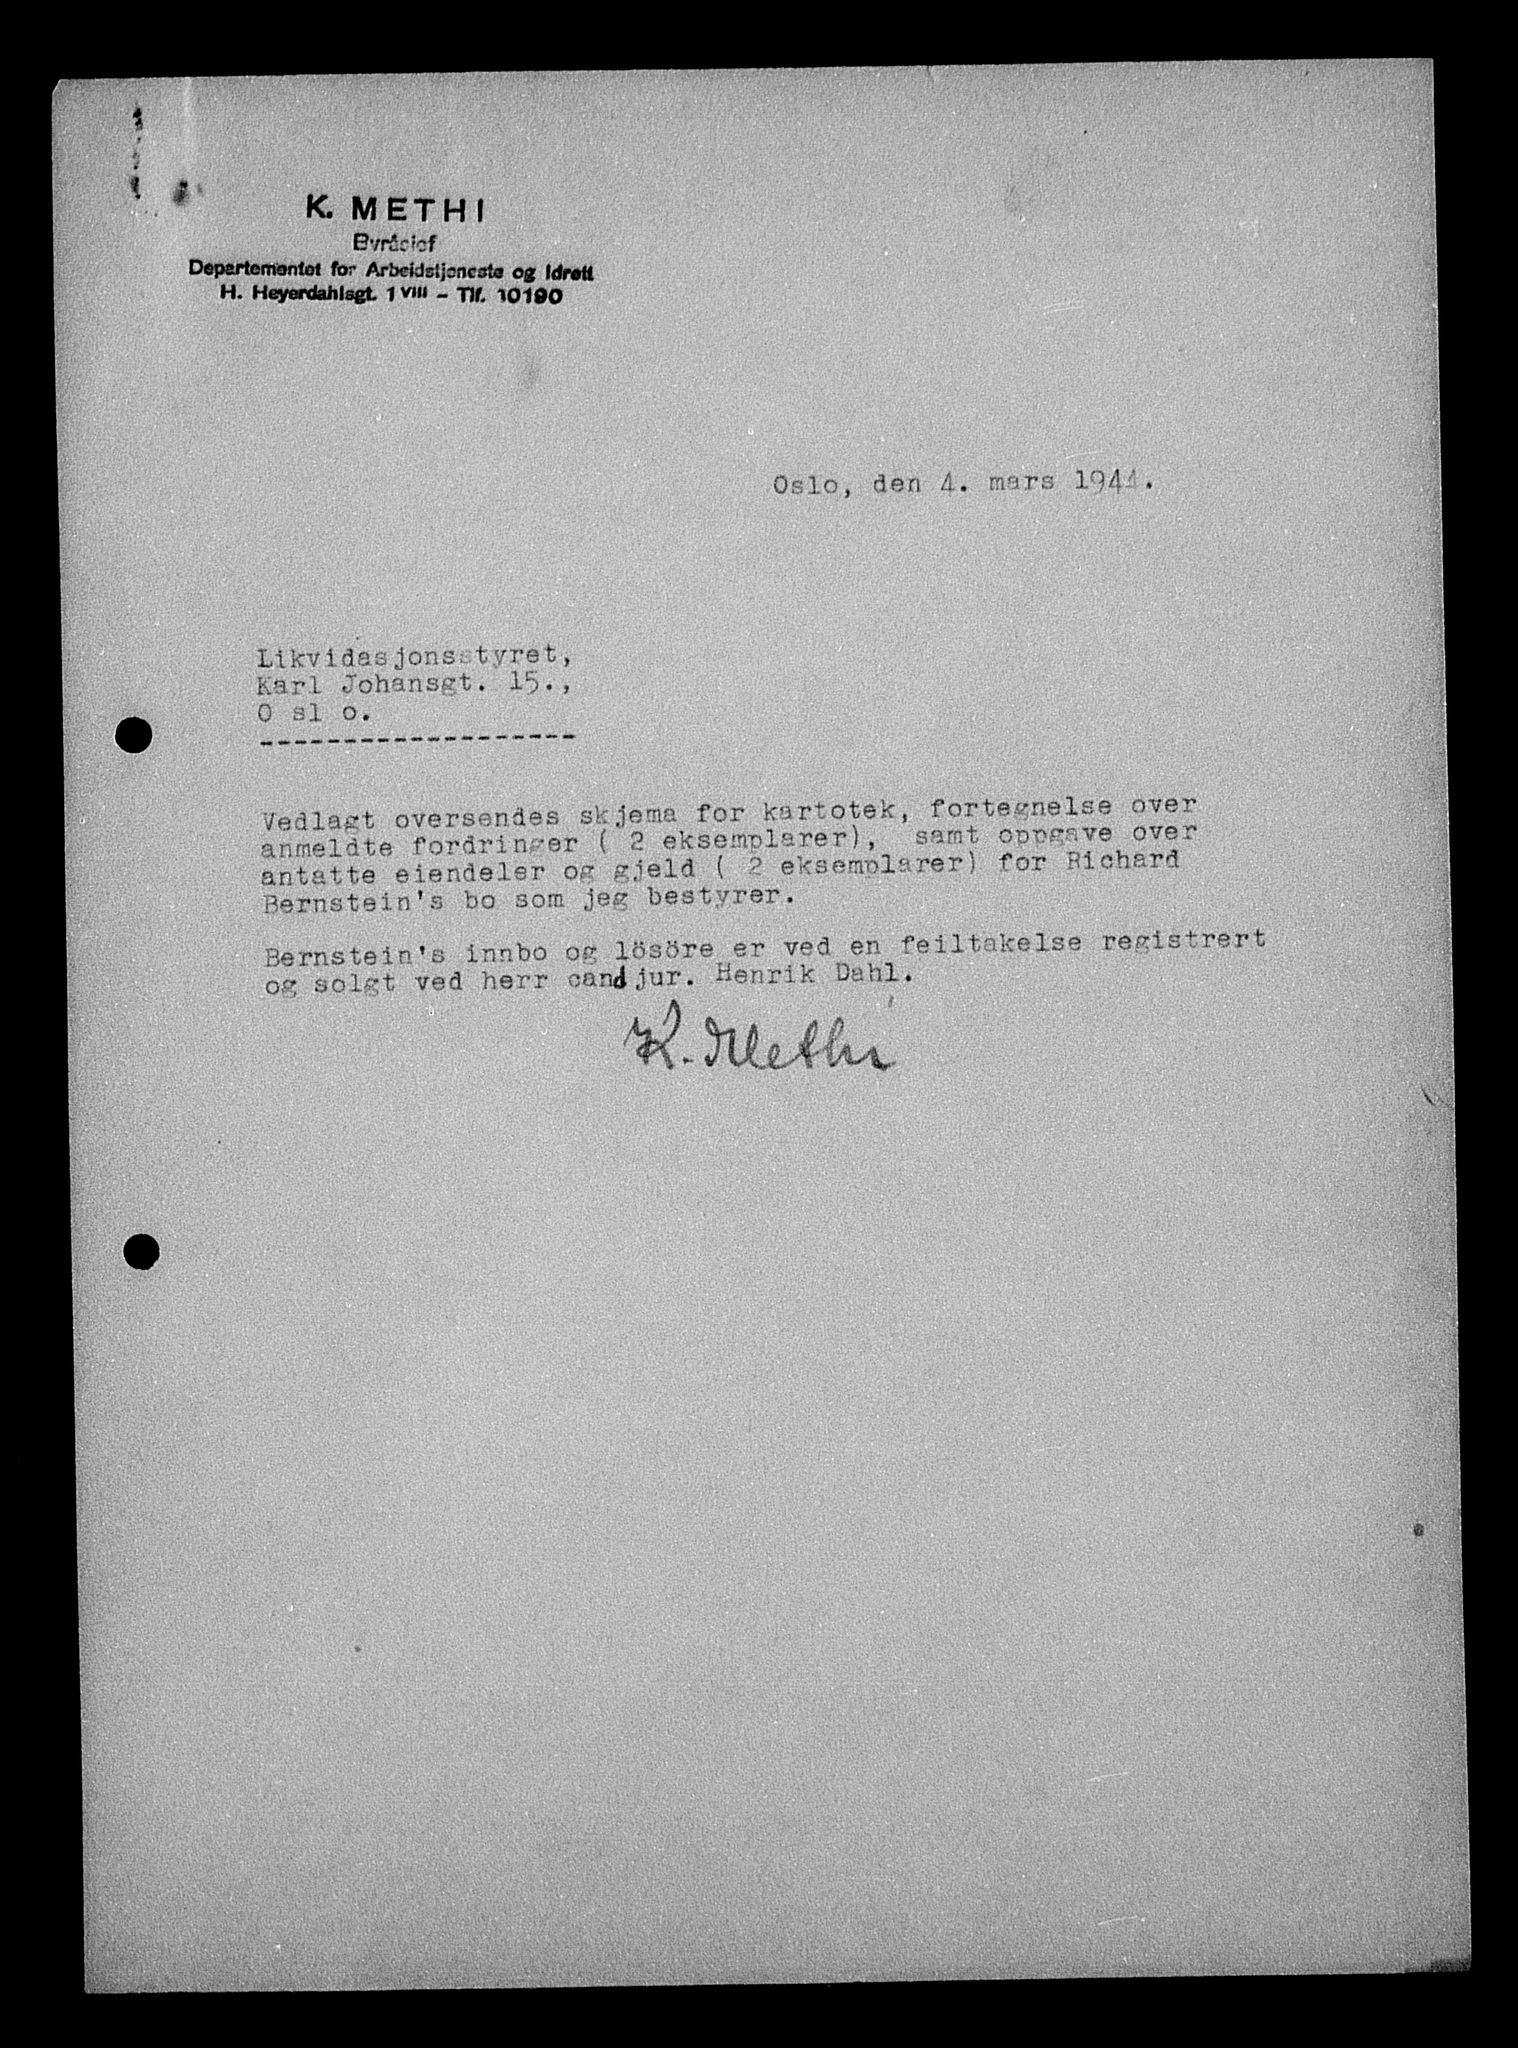 K. METHI
Byråsjef
Departementet for Arbeidstjeneste og Idrett
H. Heyerdahlsgt. 1 VIII – Tlf. 10190
Oslo, den 4. mars 1944.
Likvidasjonsstyret,
Karl Johansgt. 15.,
O sl o.
-------------------
Vedlagt oversendes skjema for kartotek, fortegnelse over
anmeldte fordringer ( 2 eksemplarer), samt oppgave over
antatte eiendeler og gjeld ( 2 eksemplarer) for Richard
Bernstein's bo som jeg bestyrer.
Bernstein's innbo og lösöre er ved en feiltakelse registrert
og solgt ved herr cand jur. Henrik Dahl.
K. Methi